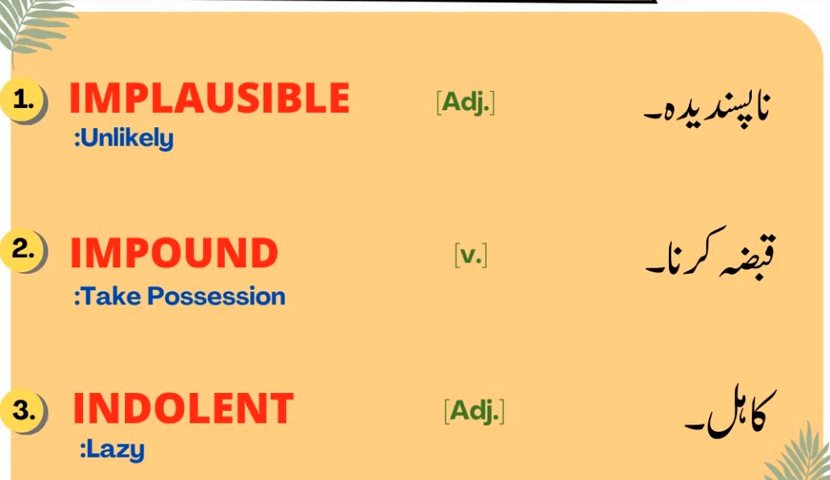 1. IMPLAUSIBLE [Adj.] ناپسندیدہ۔
:Unlikely
2. IMPOUND [v.] قبضہ کرنا۔
:Take Possession
3. INDOLENT [Adj.] کاہل۔
:Lazy